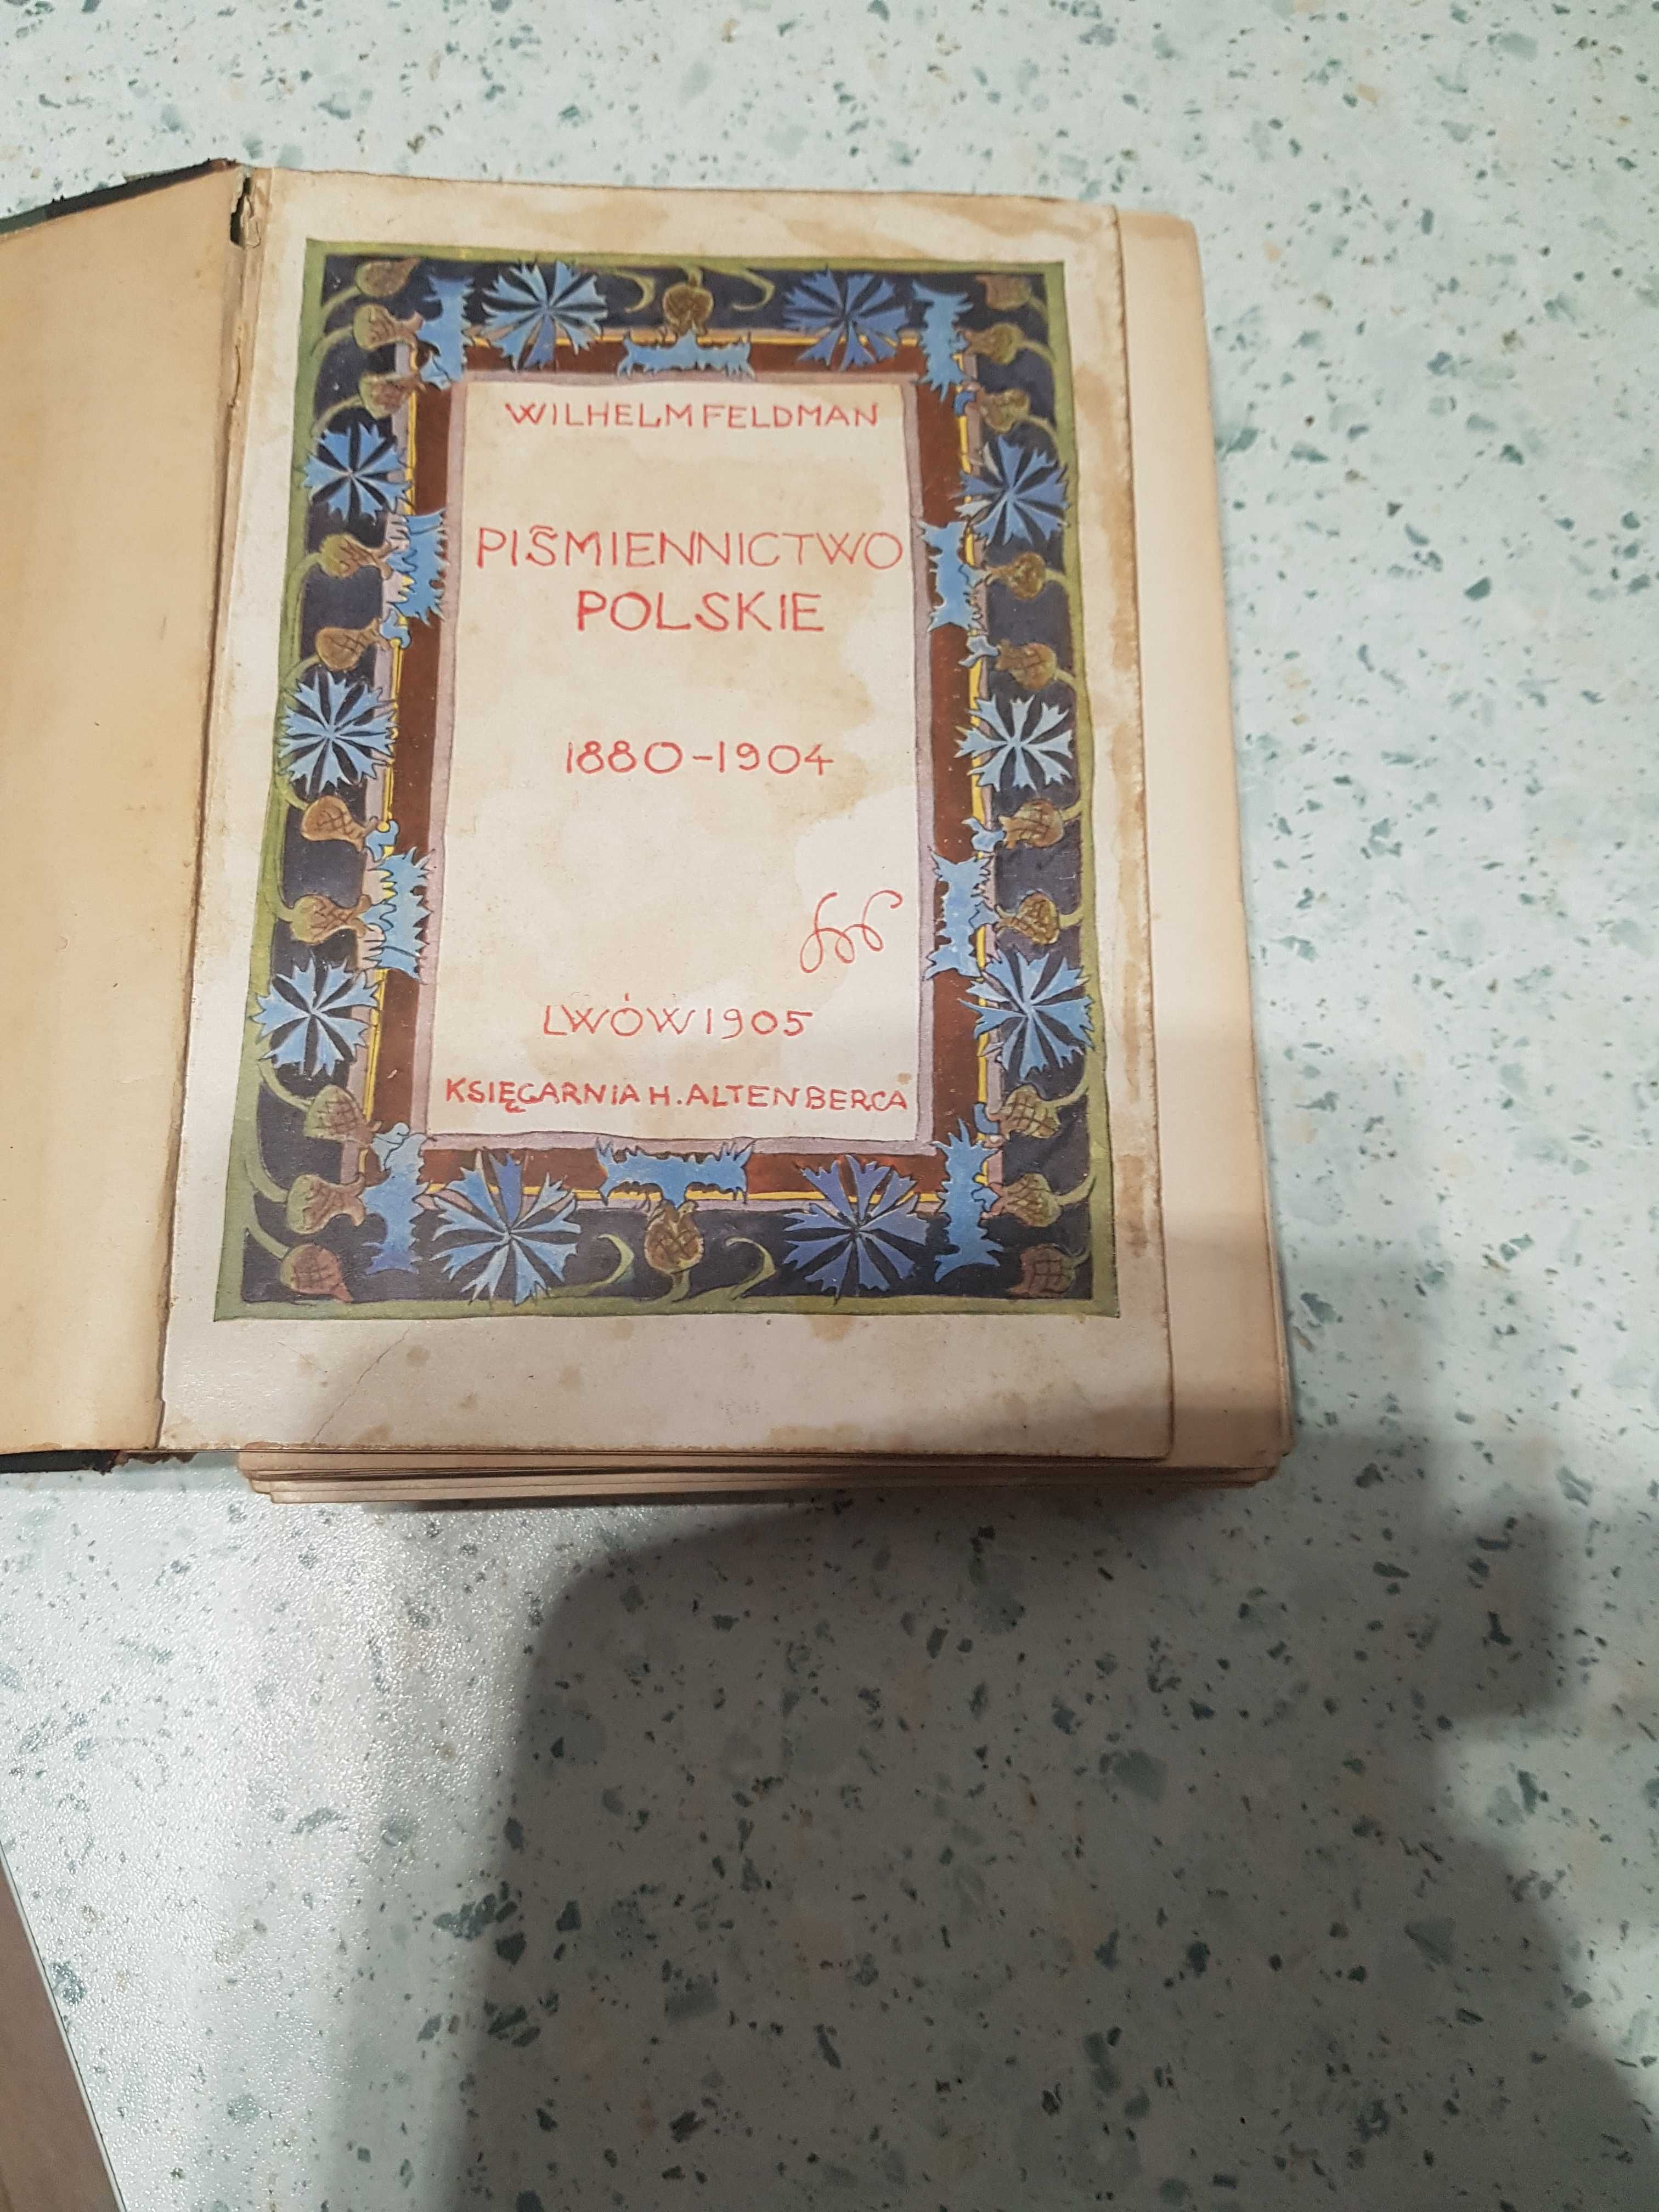 WILHELM FELDMAN
PIŚMIENNICTWO
POLSKIE
1880-1904
LWÓW 1905
KSIĘGARNIA H. ALTENBERGA